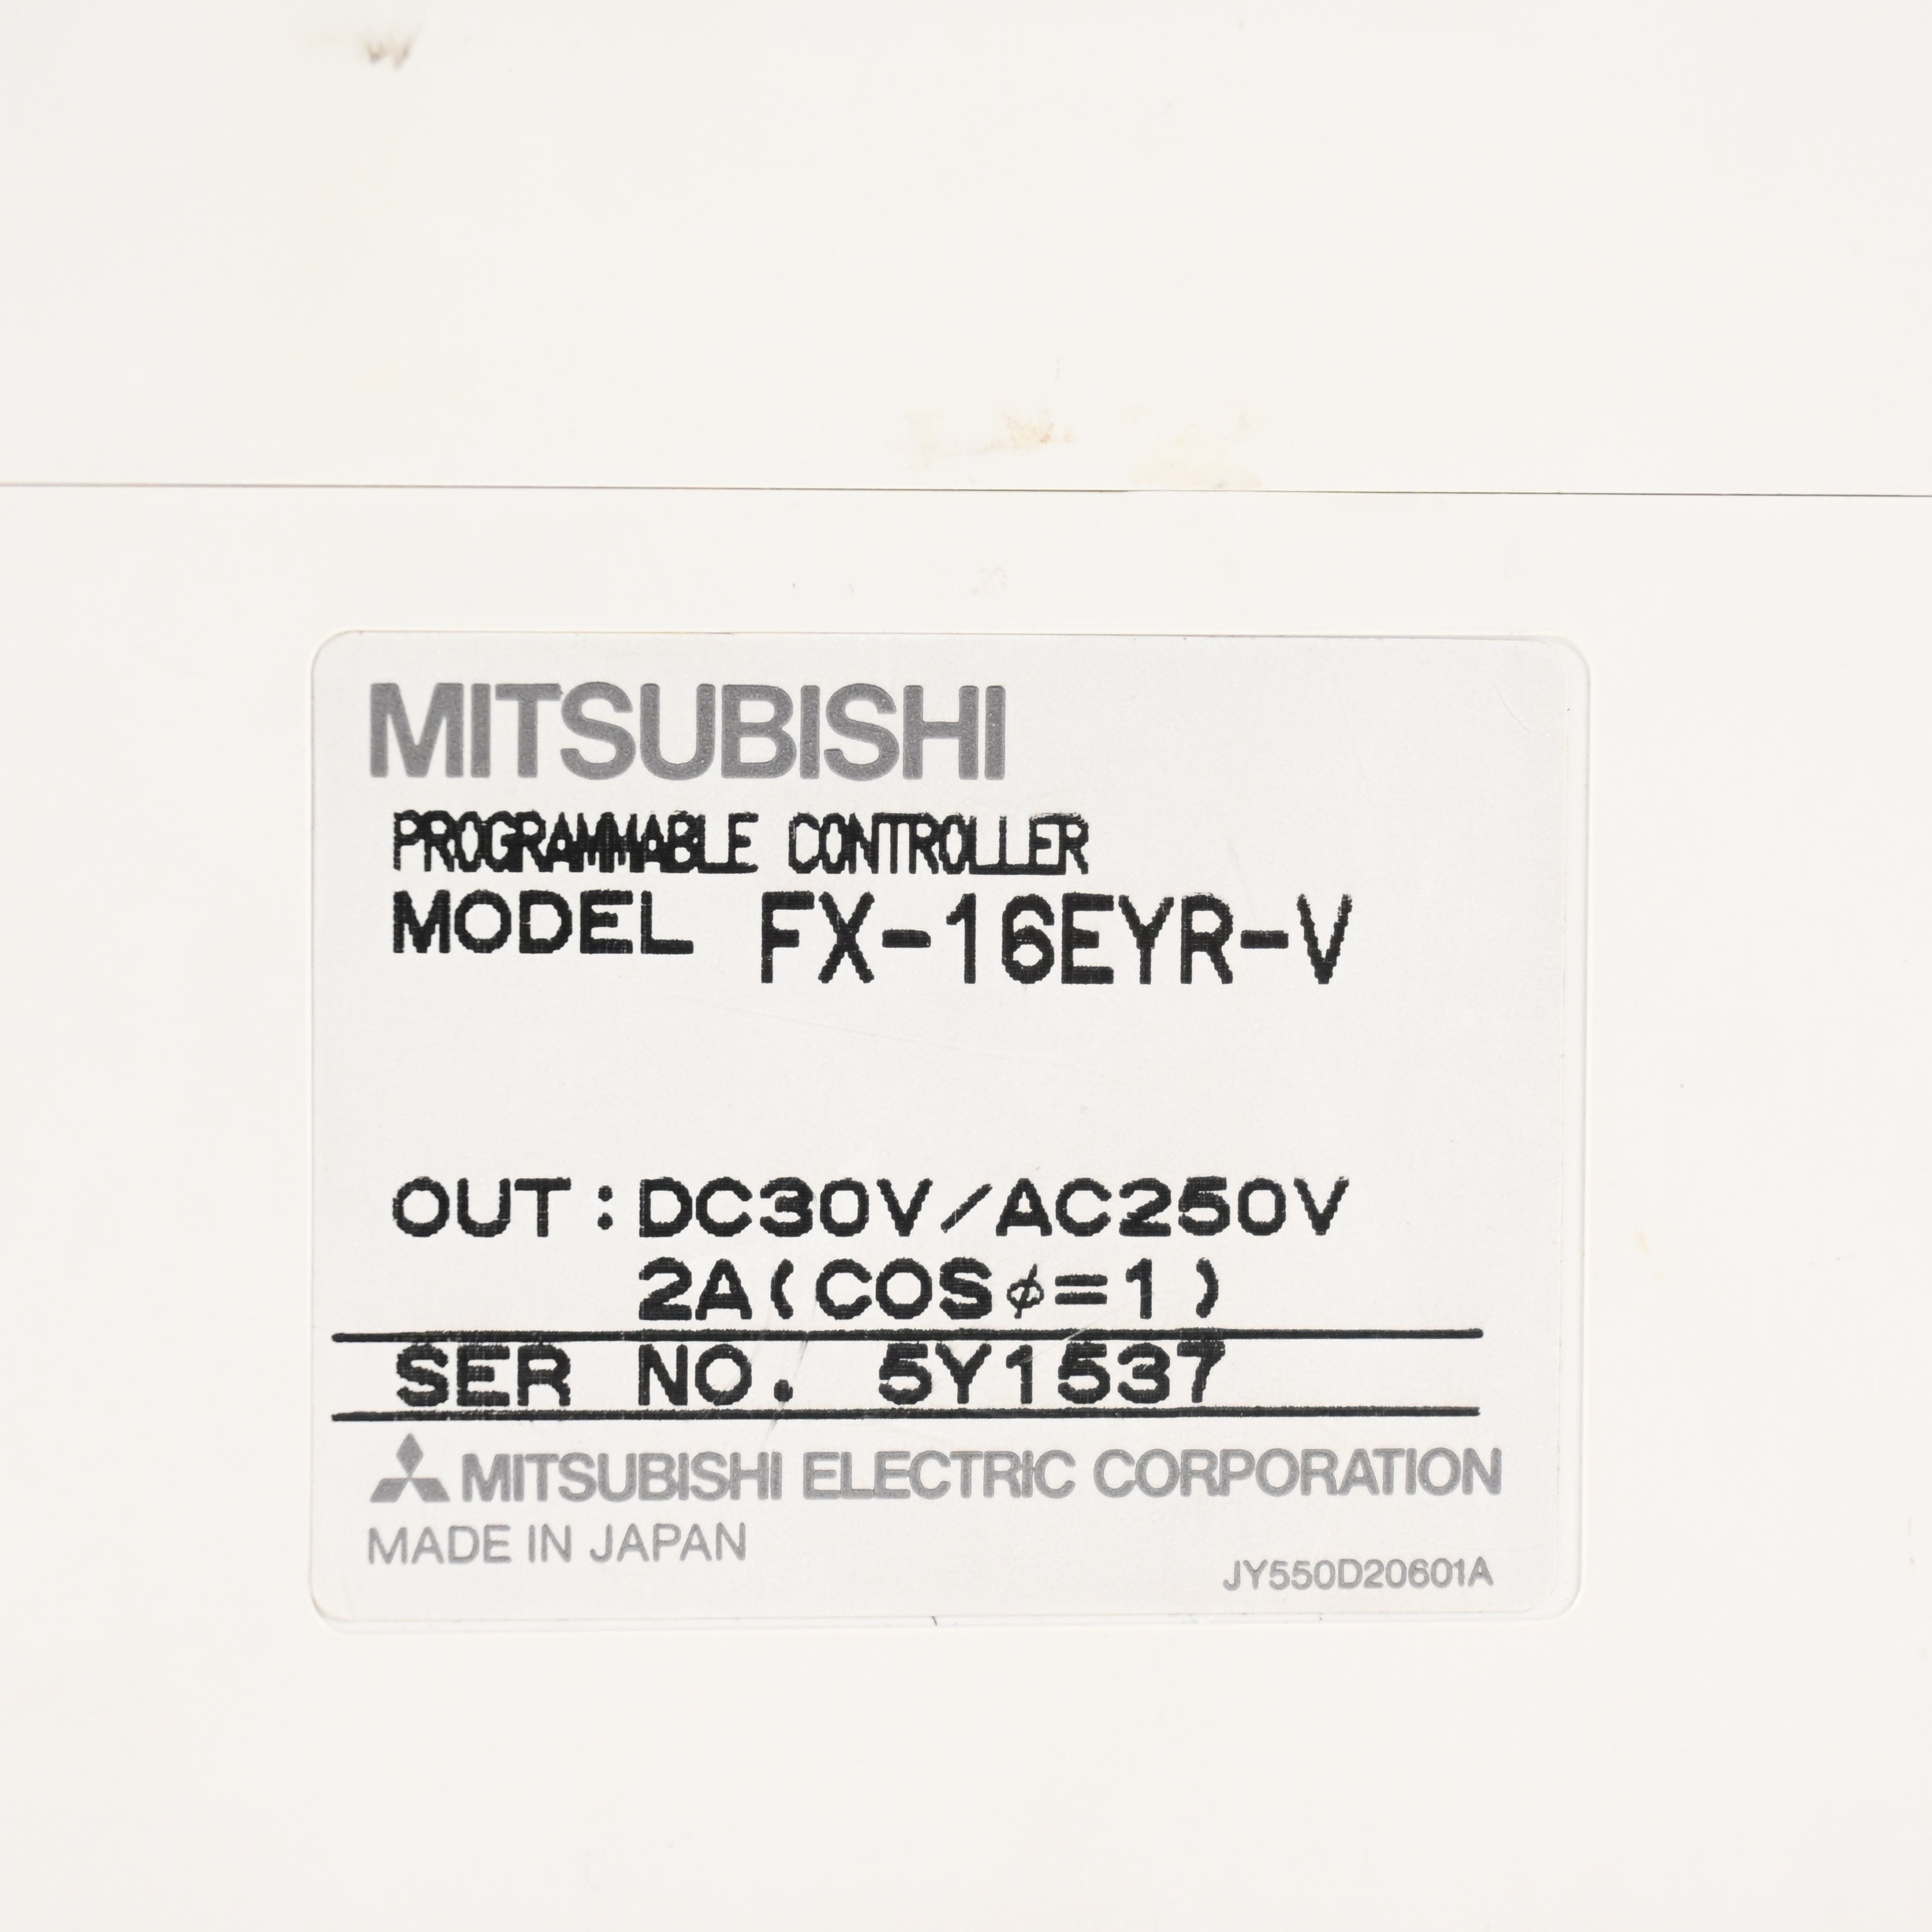 MITSUBISHI
PROGRAMMABLE CONTROLLER
MODEL FX-16EYR-V
OUT:DC30V/AC250V
2A(COSφ=1)
SER NO. 5Y1537
MITSUBISHI ELECTRIC CORPORATION
MADE IN JAPAN
JY550D20601A